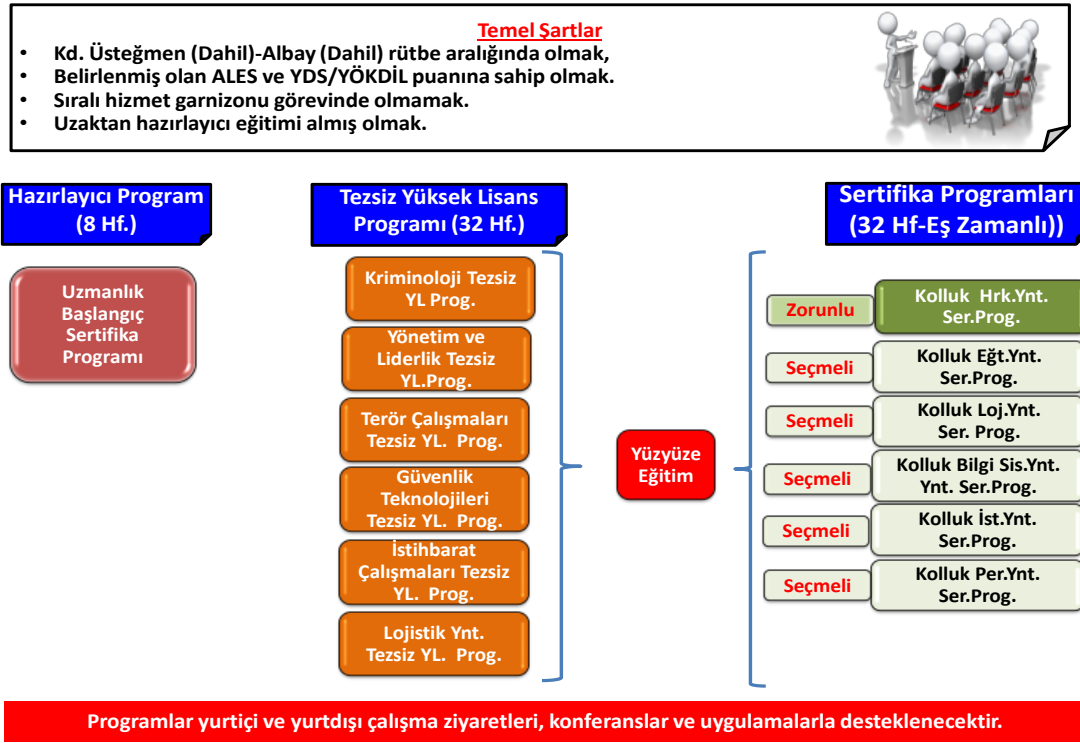 Temel Şartlar
• Kd. Üsteğmen (Dahil)-Albay (Dahil) rütbe aralığında olmak,
• Belirlenmiş olan ALES ve YDS/YÖKDİL puanına sahip olmak.
• Sıralı hizmet garnizonu görevinde olmamak.
• Uzaktan hazırlayıcı eğitimi almış olmak.
Hazırlayıcı Program
(8 Hf.)
Uzmanlık
Başlangıç
Sertifika
Programı
Tezsiz Yüksek Lisans
Programı (32 Hf.)
Kriminoloji Tezsiz
YL Prog.
Yönetim ve
Liderlik Tezsiz
YL.Prog.
Terör Çalışmaları
Tezsiz YL. Prog.
Güvenlik
Teknolojileri
Tezsiz YL. Prog.
İstihbarat
Çalışmaları Tezsiz
YL. Prog.
Lojistik Ynt.
Tezsiz YL. Prog.
Yüzyüze
Eğitim
Sertifika Programları
(32 Hf-Eş Zamanlı))
Zorunlu
Kolluk Hrk.Ynt.
Ser.Prog.
Seçmeli
Kolluk Eğt.Ynt.
Ser.Prog.
Seçmeli
Kolluk Loj.Ynt.
Ser. Prog.
Seçmeli
Kolluk Bilgi Sis.Ynt.
Ynt. Ser.Prog.
Seçmeli
Kolluk İst.Ynt.
Ser.Prog.
Seçmeli
Kolluk Per.Ynt.
Ser.Prog.
Programlar yurtiçi ve yurtdışı çalışma ziyaretleri, konferanslar ve uygulamalarla desteklenecektir.